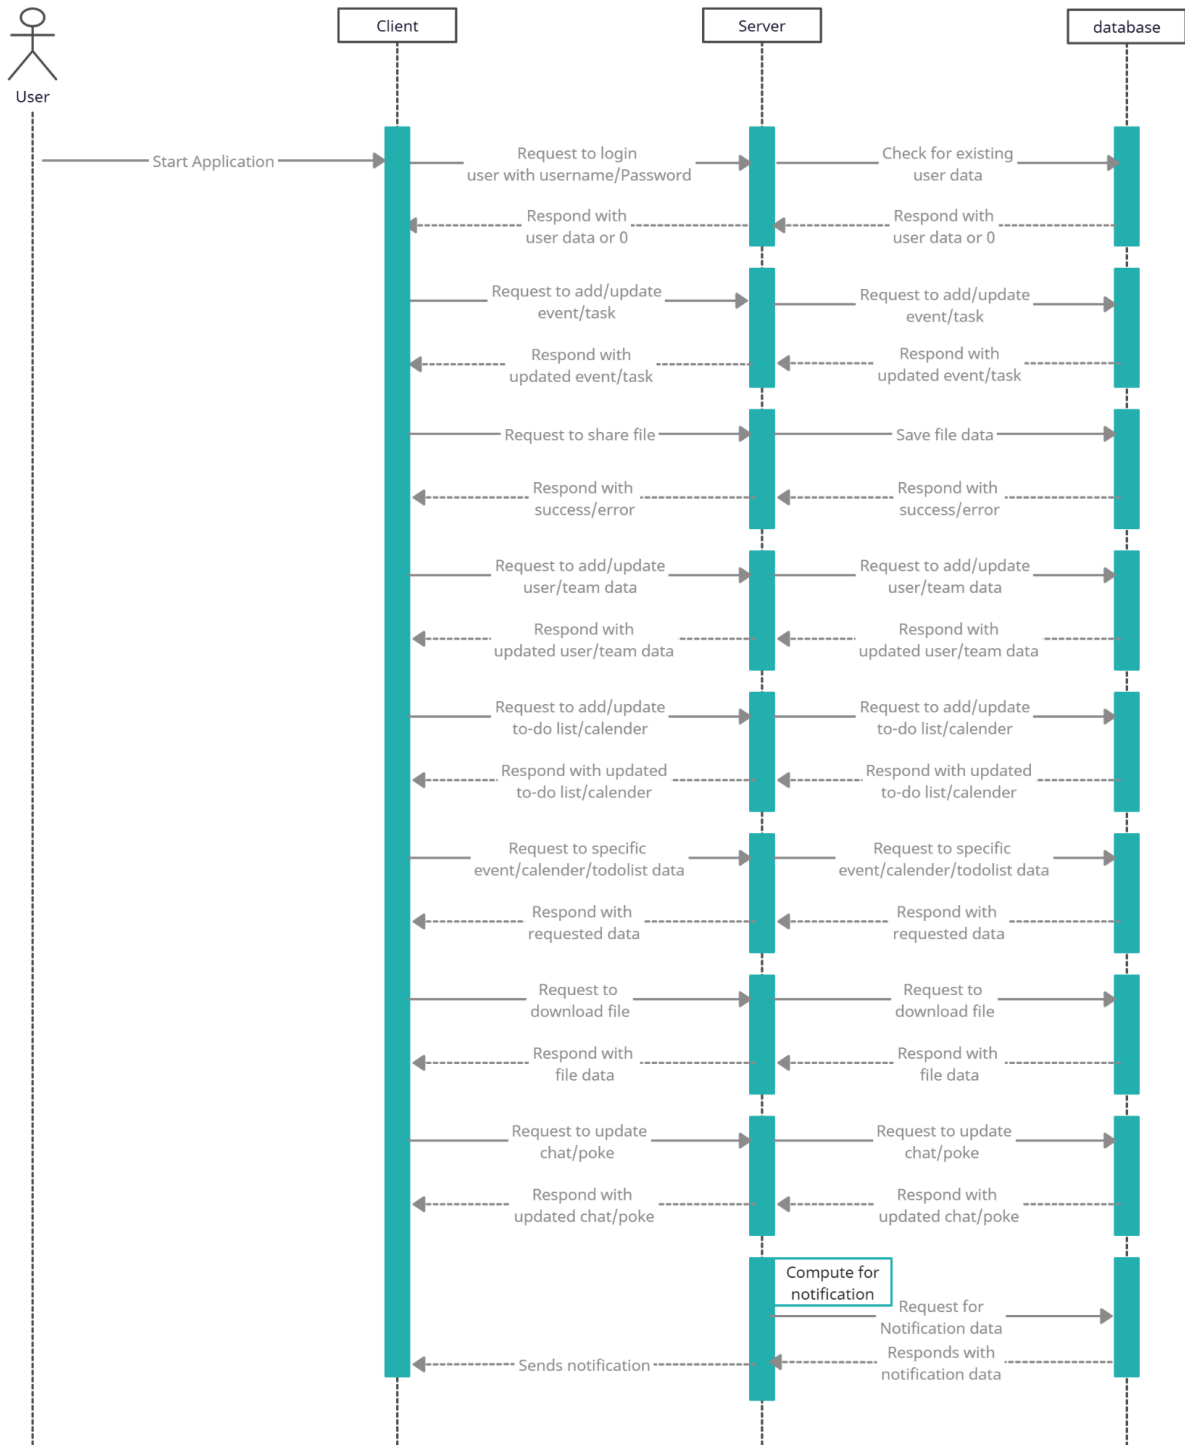 User
Client
Server
database
Start Application
Request to login
user with username/Password
Check for existing
user data
Respond with
user data or 0
Respond with
user data or 0
Request to add/update
event/task
Request to add/update
event/task
Respond with
updated event/task
Respond with
updated event/task
Request to share file
Save file data
Respond with
success/error
Respond with
success/error
Request to add/update
user/team data
Request to add/update
user/team data
Respond with
updated user/team data
Respond with
updated user/team data
Request to add/update
to-do list/calender
Request to add/update
to-do list/calender
Respond with updated
to-do list/calender
Respond with updated
to-do list/calender
Request to specific
event/calender/todolist data
Request to specific
event/calender/todolist data
Respond with
requested data
Respond with
requested data
Request to
download file
Request to
download file
Respond with
file data
Respond with
file data
Request to update
chat/poke
Request to update
chat/poke
Respond with
updated chat/poke
Respond with
updated chat/poke
Compute for
notification
Request for
Notification data
Responds with
notification data
Sends notification